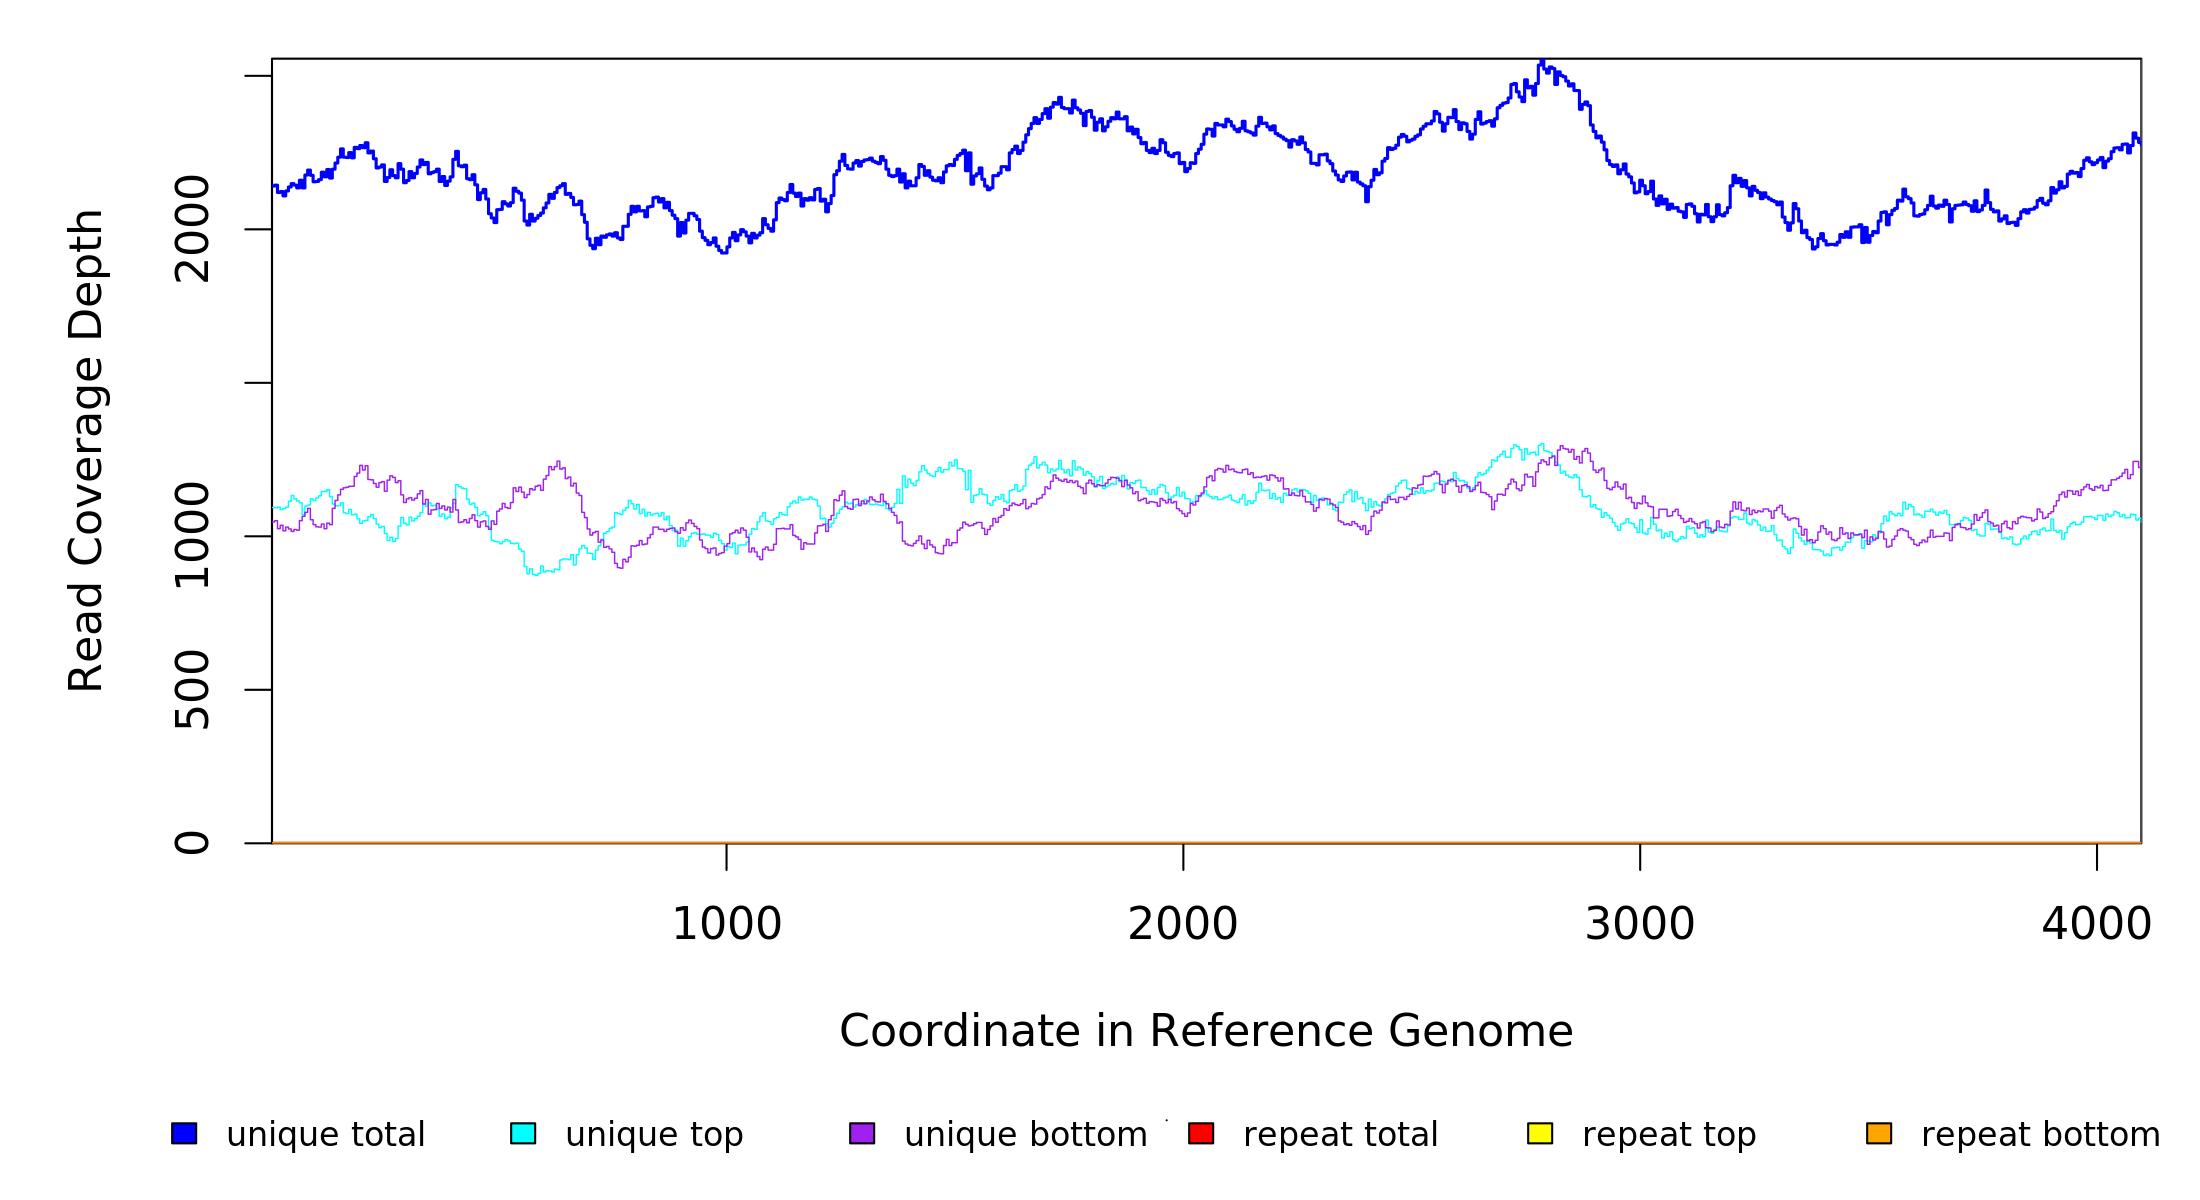 Read Coverage Depth
2000
1000
500
0
1000 2000 3000 4000
Coordinate in Reference Genome
unique total unique top unique bottom repeat total repeat top repeat bottom